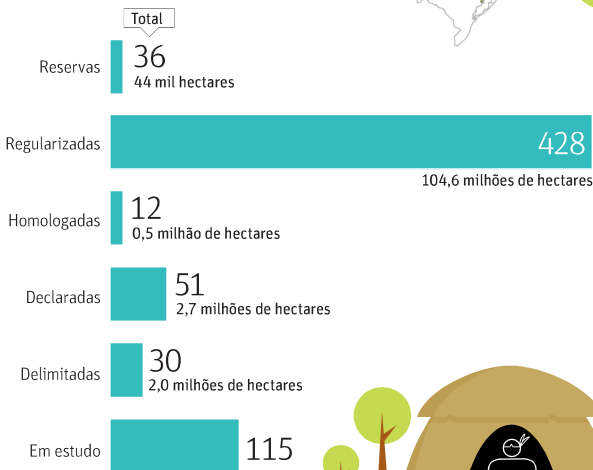 Total
Reservas
36
44 mil hectares
Regularizadas
428
104,6 milhões de hectares
Homologadas
12
0,5 milhão de hectares
Declaradas
51
2,7 milhões de hectares
Delimitadas
30
2,0 milhões de hectares
Em estudo
115